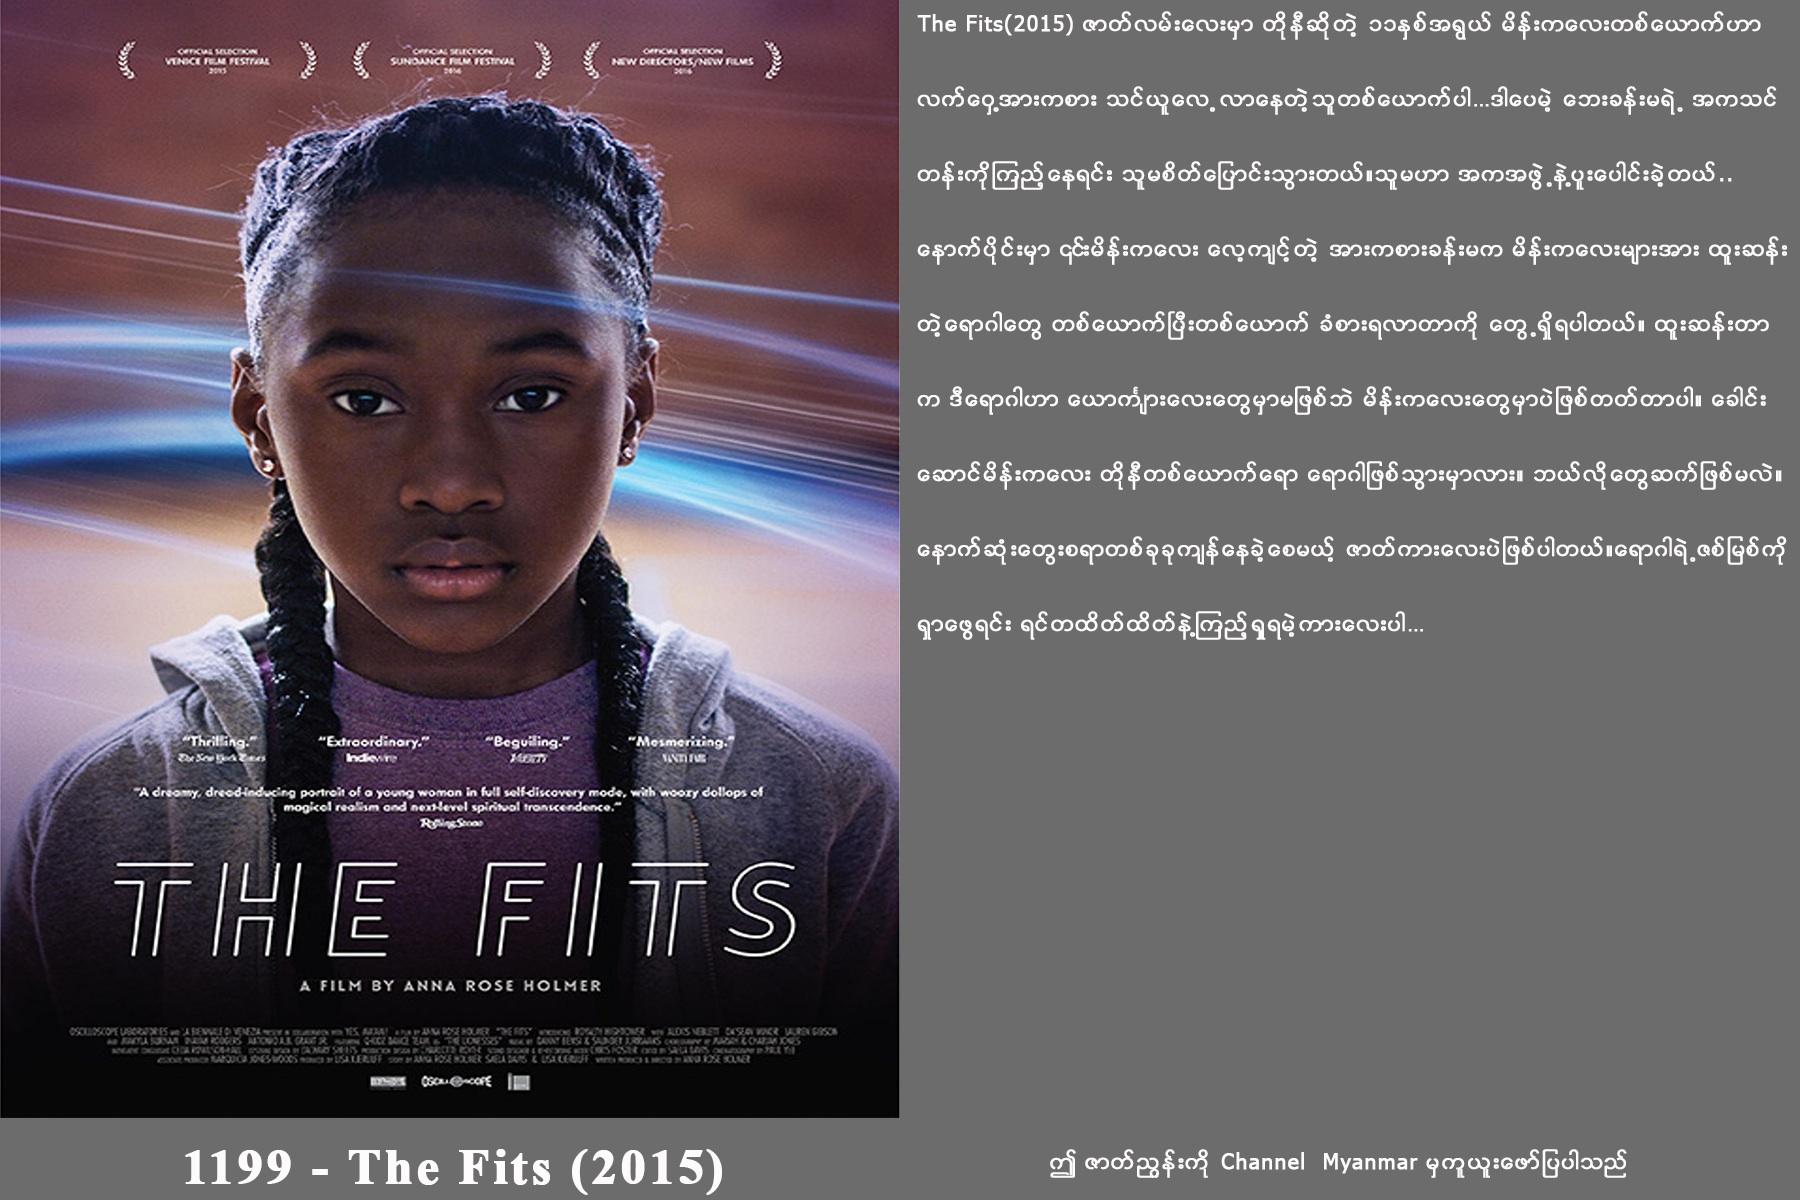 OFFICIAL SELECTION
VENICE FILM FESTIVAL
2015
OFFICIAL SELECTION
SUNDANCE FILM FESTIVAL
2016
OFFICIAL SELECTION
NEW DIRECTORS/NEW FILMS
2016
“Thrilling.”
The New York Times
“Extraordinary.”
Indiewire
“Beguiling.”
VARIETY
“Mesmerizing.”
VANITY FAIR
“A dreamy, dread-inducing portrait of a young woman in full self-discovery mode, with woozy dollops of
magical realism and next-level spiritual transcendence.”
RollingStone
THE FITS
A FILM BY ANNA ROSE HOLMER
OSCILLOSCOPE
1199 - The Fits (2015)
The Fits(2015) ဇာတ်လမ်းလေးမှာ တိုနီဆိုတဲ့ ၁၁နှစ်အရွယ် မိန်းကလေးတစ်ယောက်ဟာ
လက်ဝှေ့အားကစား သင်ယူလေ့လာနေတဲ့သူတစ်ယောက်ပါ...ဒါပေမဲ့ ဘေးခန်းမရဲ့ အကသင်
တန်းကိုကြည့်နေရင်း သူမစိတ်ပြောင်းသွားတယ်။သူမဟာ အကအဖွဲ့နဲ့ပူးပေါင်းခဲ့တယ်..
နောက်ပိုင်းမှာ ၎င်းမိန်းကလေး လေ့ကျင့်တဲ့ အားကစားခန်းမက မိန်းကလေးများအား ထူးဆန်း
တဲ့ရောဂါတွေ တစ်ယောက်ပြီးတစ်ယောက် ခံစားရလာတာကို တွေ့ရှိရပါတယ်။ ထူးဆန်းတာ
က ဒီရောဂါဟာ ယောက်ျားလေးတွေမှာမဖြစ်ဘဲ မိန်းကလေးတွေမှာပဲဖြစ်တတ်တာပါ။ ခေါင်း
ဆောင်မိန်းကလေး တိုနီတစ်ယောက်ရော ရောဂါဖြစ်သွားမှာလား။ ဘယ်လိုတွေဆက်ဖြစ်မလဲ။
နောက်ဆုံးတွေးစရာတစ်ခုခုကျန်နေခဲ့စေမယ့် ဇာတ်ကားလေးပဲဖြစ်ပါတယ်။ရောဂါရဲ့ဇစ်မြစ်ကို
ရှာဖွေရင်း ရင်တထိတ်ထိတ်နဲ့ကြည့်ရှုရမဲ့ကားလေးပါ...
ဤ ဇာတ်ညွှန်းကို Channel Myanmar မှကူယူးဖော်ပြပါသည်